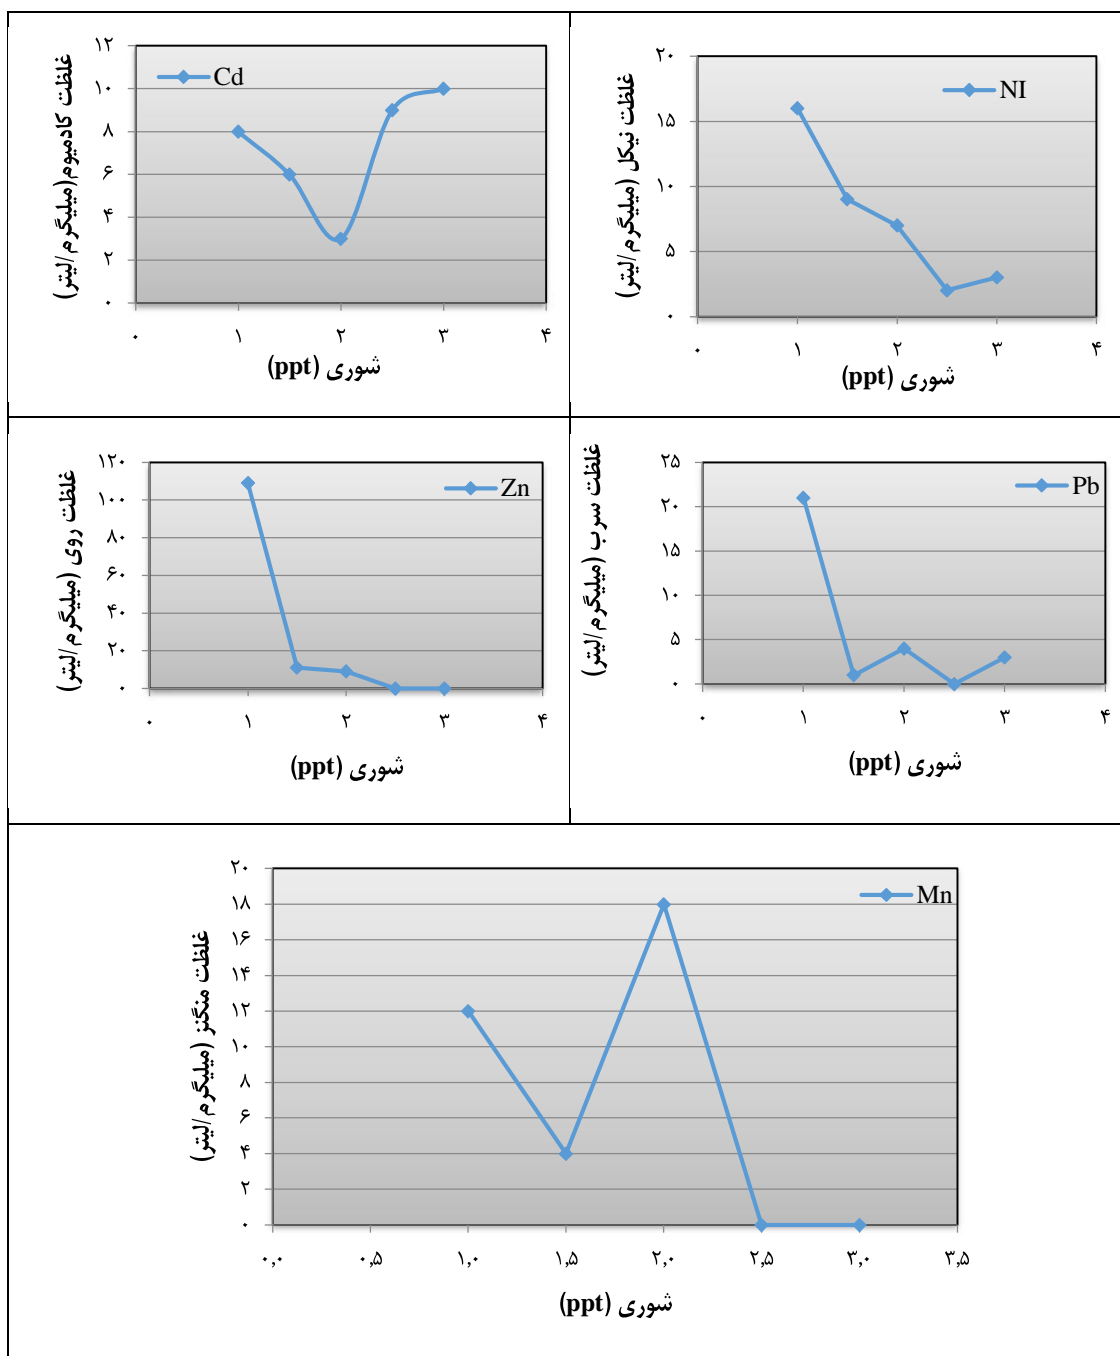 Cd
غلظت کادمیوم(میلیگرم/لیتر)
۱۲
۱۰
۸
۶
۴
۲
۰
۰ ۱ ۲ ۳ ۴
شوری (ppt)
NI
غلظت نیکل (میلیگرم/لیتر)
۲۰
۱۵
۱۰
۵
۰
۰ ۱ ۲ ۳ ۴
شوری (ppt)
Zn
غلظت روی (میلیگرم/لیتر)
۱۲۰
۱۰۰
۸۰
۶۰
۴۰
۲۰
۰
۰ ۱ ۲ ۳ ۴
شوری (ppt)
Pb
غلظت سرب (میلیگرم/لیتر)
۲۵
۲۰
۱۵
۱۰
۵
۰
۰ ۱ ۲ ۳ ۴
شوری (ppt)
Mn
غلظت منگنز (میلیگرم/لیتر)
۲۰
۱۸
۱۶
۱۴
۱۲
۱۰
۸
۶
۴
۲
۰
۰,۰ ۰,۵ ۱,۰ ۱,۵ ۲,۰ ۲,۵ ۳,۰ ۳,۵
شوری (ppt)